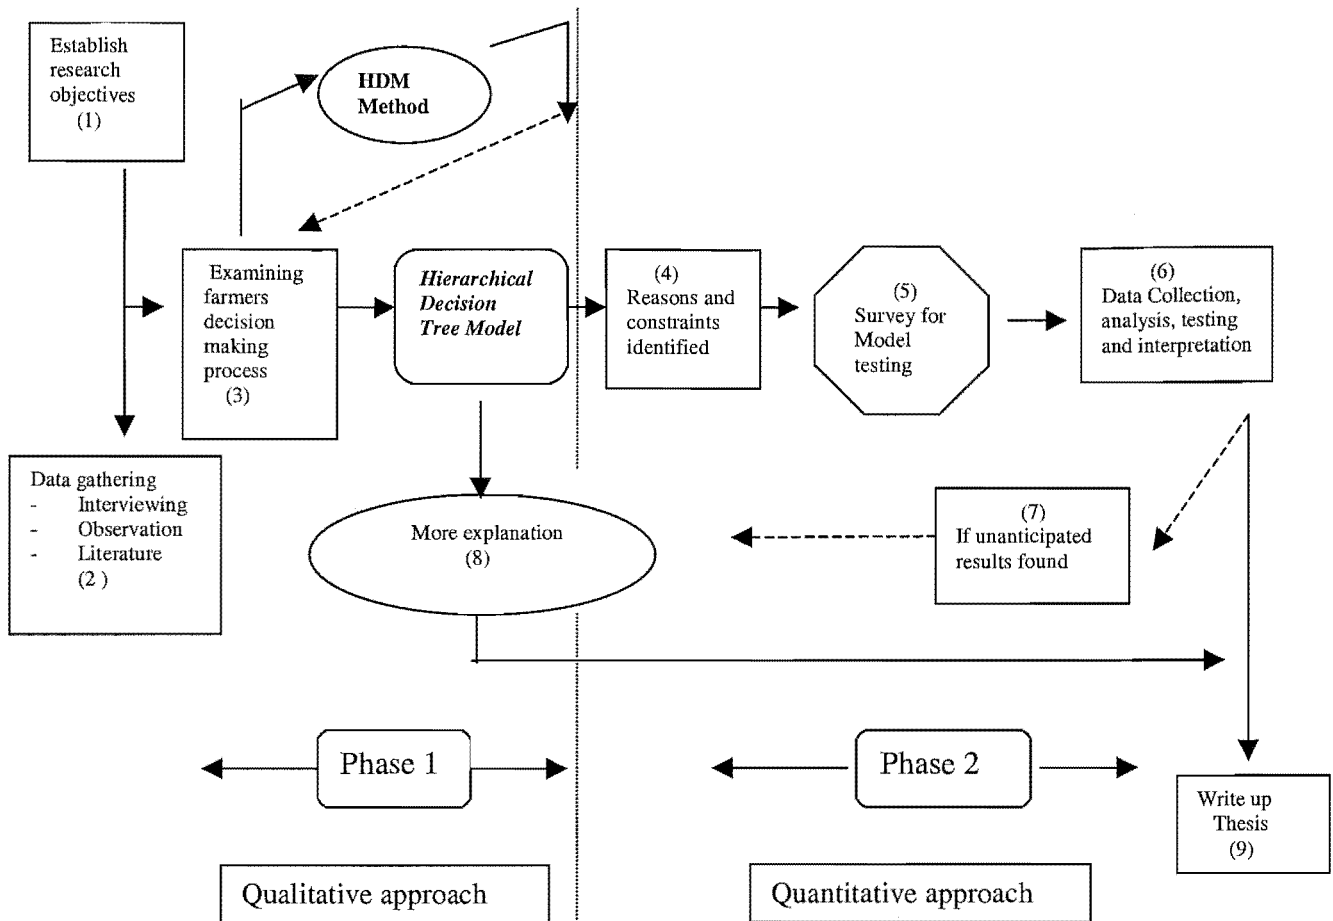 Establish
research
objectives
(1)
HDM
Method
Examining
farmers
decision
making
process
(3)
Hierarchical
Decision
Tree Model
(4)
Reasons and
constraints
identified
(5)
Survey for
Model
testing
(6)
Data Collection,
analysis, testing
and interpretation
Data gathering
- Interviewing
- Observation
- Literature
(2 )
More explanation
(8)
(7)
If unanticipated
results found
Phase 1
Phase 2
Write up
Thesis
(9)
Qualitative approach
Quantitative approach